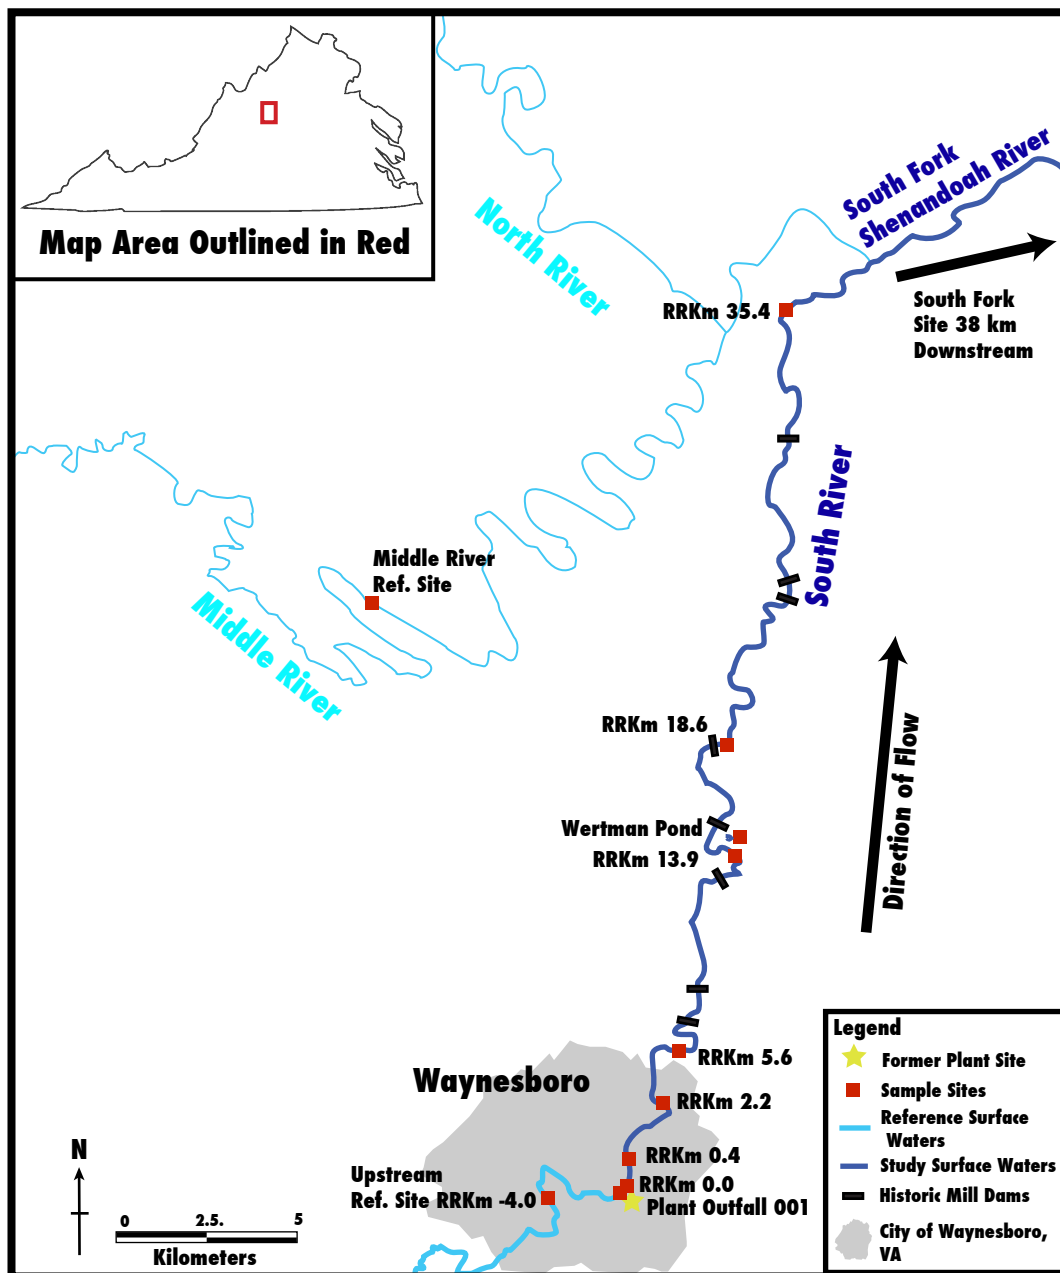 Map Area Outlined in Red
North River
South Fork
Shenandoah River
RRKm 35.4
South Fork
Site 38 km
Downstream
South River
Middle River
Ref. Site
Middle River
RRKm 18.6
Wertman Pond
RRKm 13.9
Direction of Flow
RRKm 5.6
Waynesboro
RRKm 2.2
RRKm 0.4
RRKm 0.0
Plant Outfall 001
Upstream
Ref. Site RRKm -4.0
N
0 2.5. 5
Kilometers
Legend
Former Plant Site
Sample Sites
Reference Surface
Waters
Study Surface Waters
Historic Mill Dams
City of Waynesboro,
VA